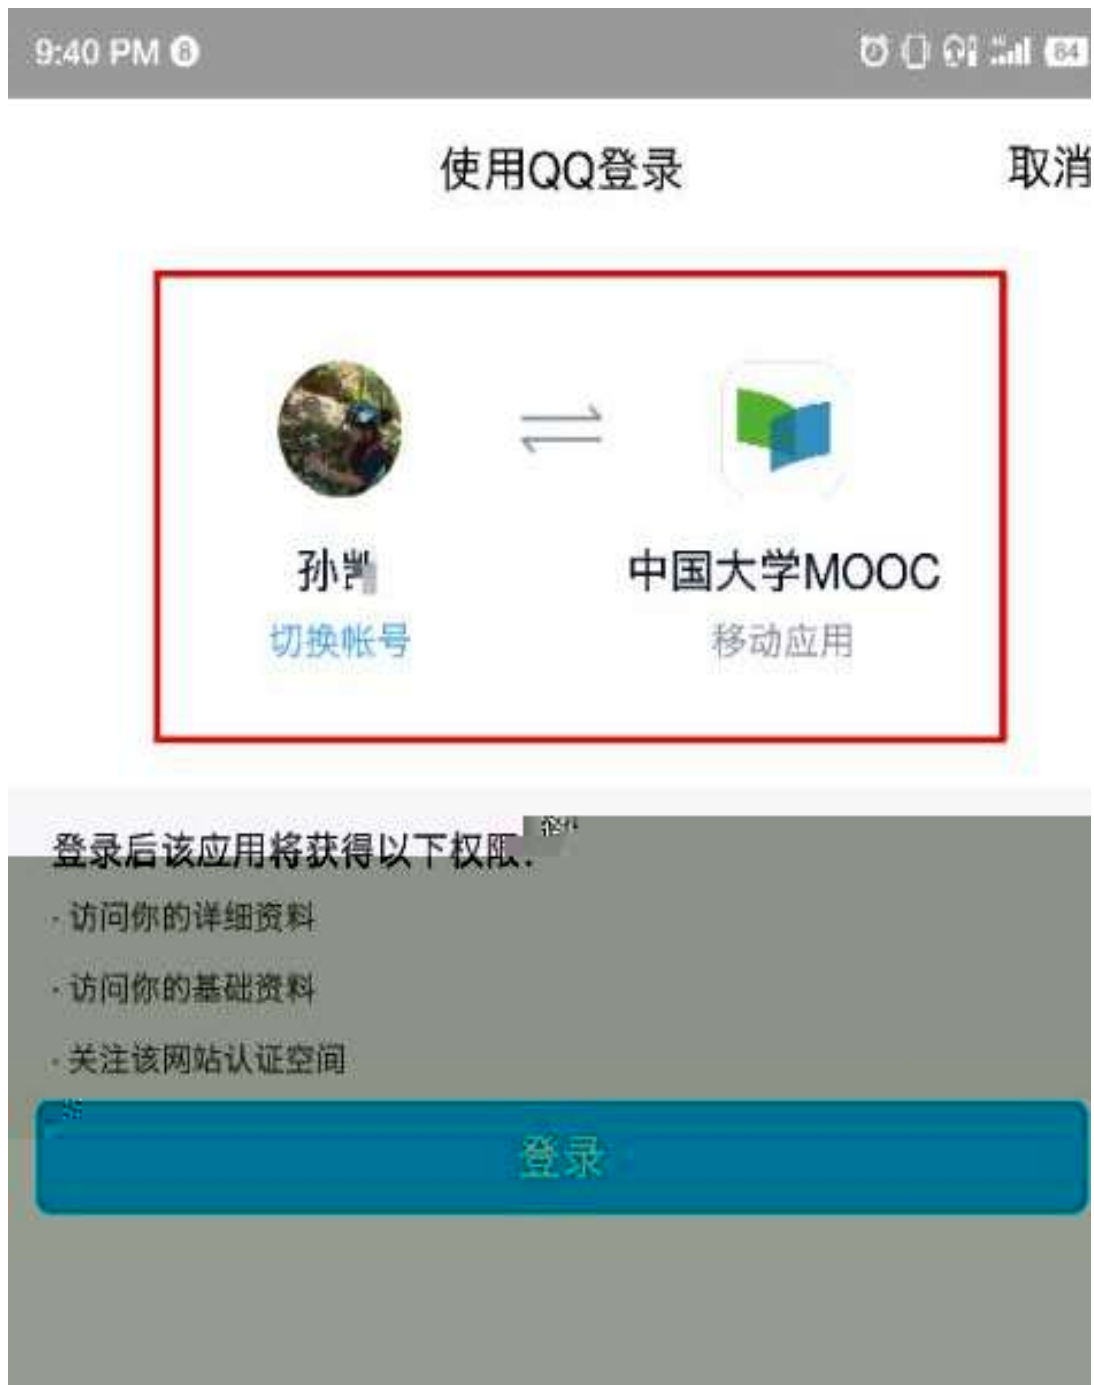 9:40 PM 6 84
使用QQ登录 取消
孙
中国大学MOOC
切换帐号 移动应用
登录后该应用将获得以下权限:
· 访问你的详细资料
· 访问你的基础资料
· 关注该网站认证空间
登录